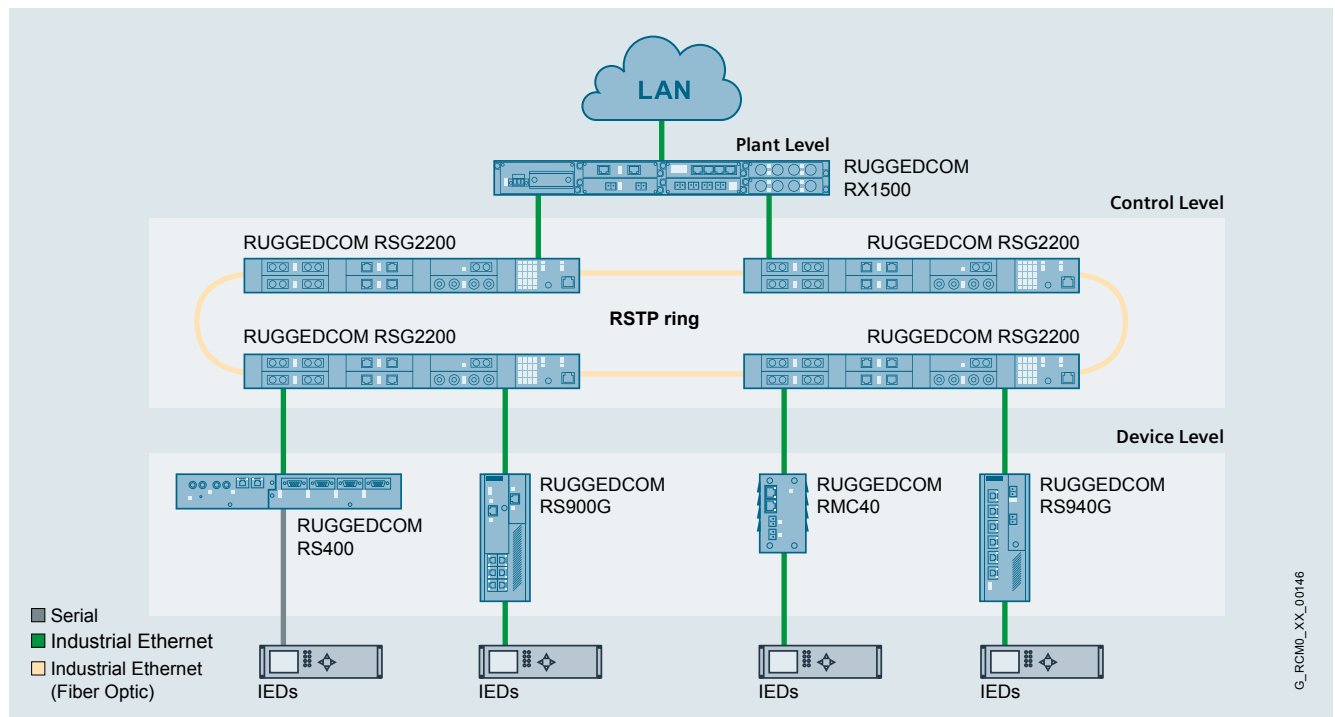 LAN
Plant Level
RUGGEDCOM
RX1500
Control Level
RUGGEDCOM RSG2200
RUGGEDCOM RSG2200
RSTP ring
RUGGEDCOM RSG2200
RUGGEDCOM RSG2200
Device Level
RUGGEDCOM
RS400
RUGGEDCOM
RS900G
RUGGEDCOM
RMC40
RUGGEDCOM
RS940G
Serial
Industrial Ethernet
Industrial Ethernet
(Fiber Optic)
IEDs
IEDs
IEDs
IEDs
G_RCM0_XX_00146